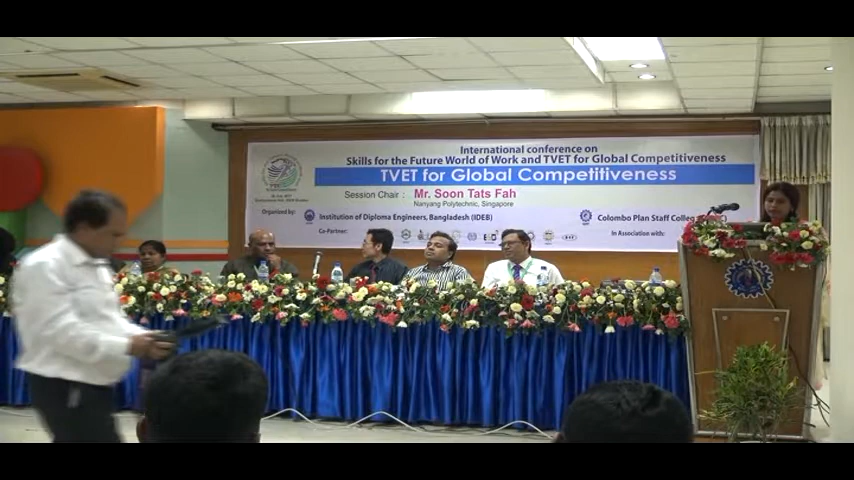 International conference on
Skills for the Future World of Work and TVET for Global Competitiveness
TVET for Global Competitiveness
Session Chair : Mr. Soon Tats Fah
Nanyang Polytechnic, Singapore
Organized by: Institution of Diploma Engineers, Bangladesh (IDEB) Colombo Plan Staff College
Co-Partner: In Association with: